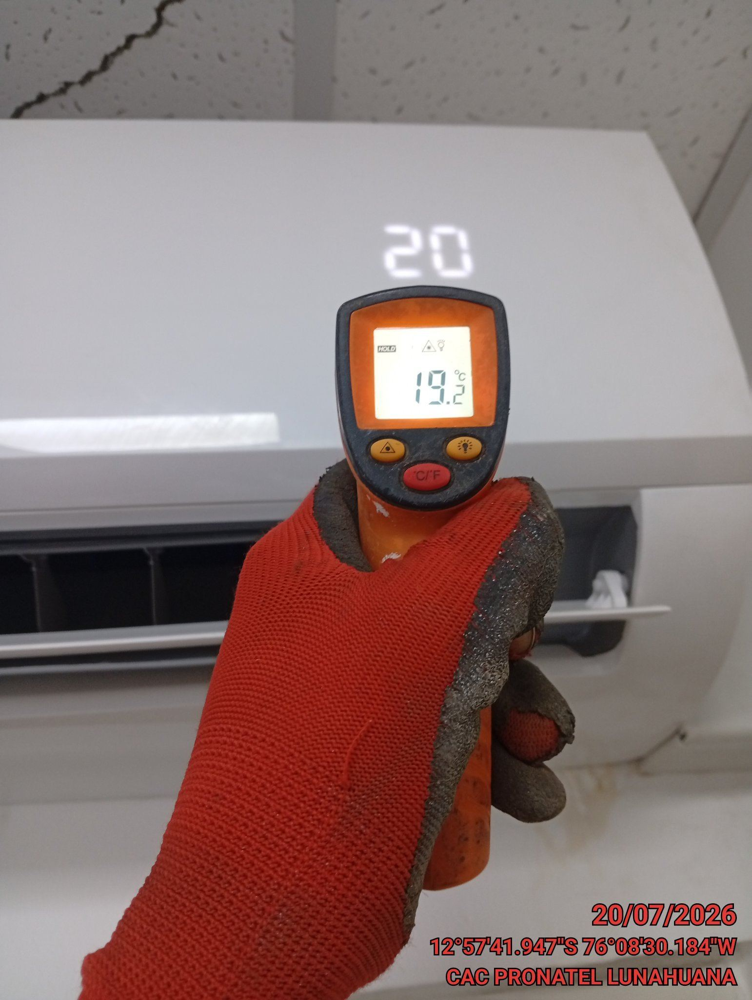 20
HOLD
°C
19.2
°C/°F
20/07/2026
12°57'41.947"S 76°08'30.184"W
CAC PRONATEL LUNAHUANA